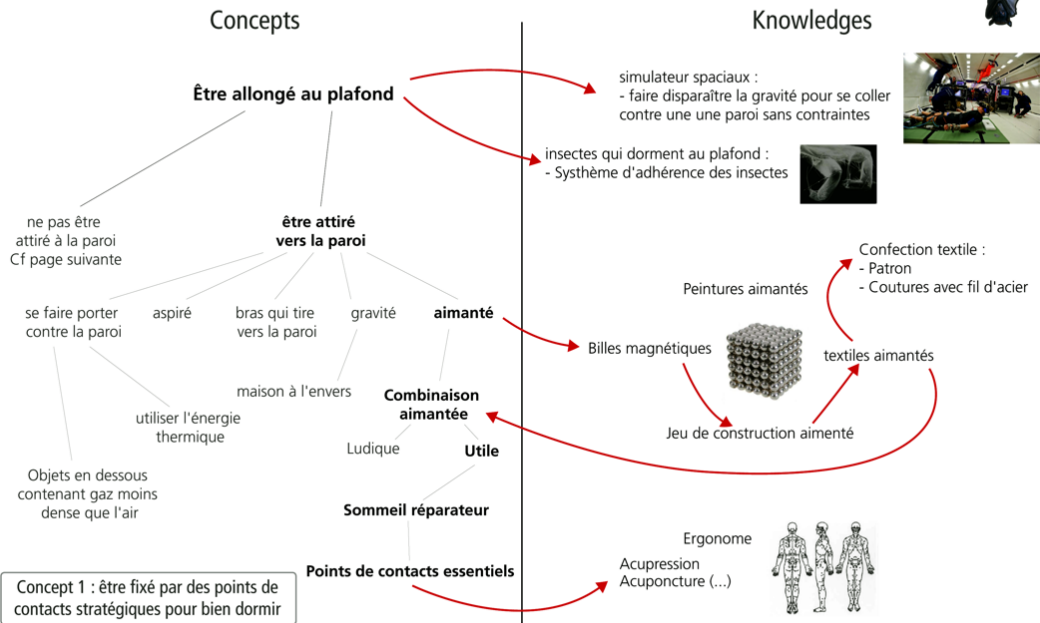 Concepts
Être allongé au plafond
ne pas être
attiré à la paroi
Cf page suivante
être attiré
vers la paroi
se faire porter
contre la paroi
aspiré
bras qui tire
vers la paroi
gravité
aimanté
maison à l'envers
Combinaison
aimantée
utiliser l'énergie
thermique
Ludique
Utile
Objets en dessous
contenant gaz moins
dense que l'air
Sommeil réparateur
Points de contacts essentiels
Concept 1 : être fixé par des points de
contacts stratégiques pour bien dormir
Knowledges
simulateur spaciaux :
- faire disparaître la gravité pour se coller
contre une une paroi sans contraintes
insectes qui dorment au plafond :
- Systhème d'adhérence des insectes
Confection textile :
- Patron
- Coutures avec fil d'acier
Peintures aimantés
Billes magnétiques
textiles aimantés
Jeu de construction aimenté
Ergonome
Acupression
Acuponcture (...)